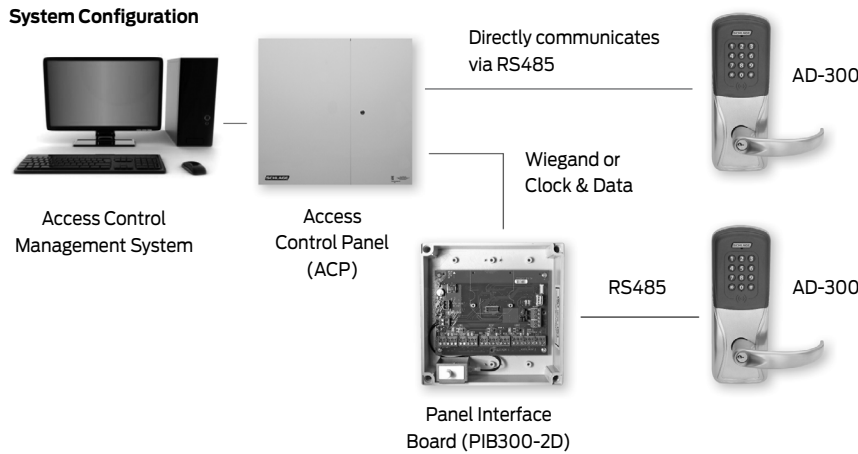 System Configuration
Directly communicates
via RS485
AD-300
Wiegand or
Clock & Data
Access Control
Management System
Access
Control Panel
(ACP)
RS485
AD-300
Panel Interface
Board (PIB300-2D)